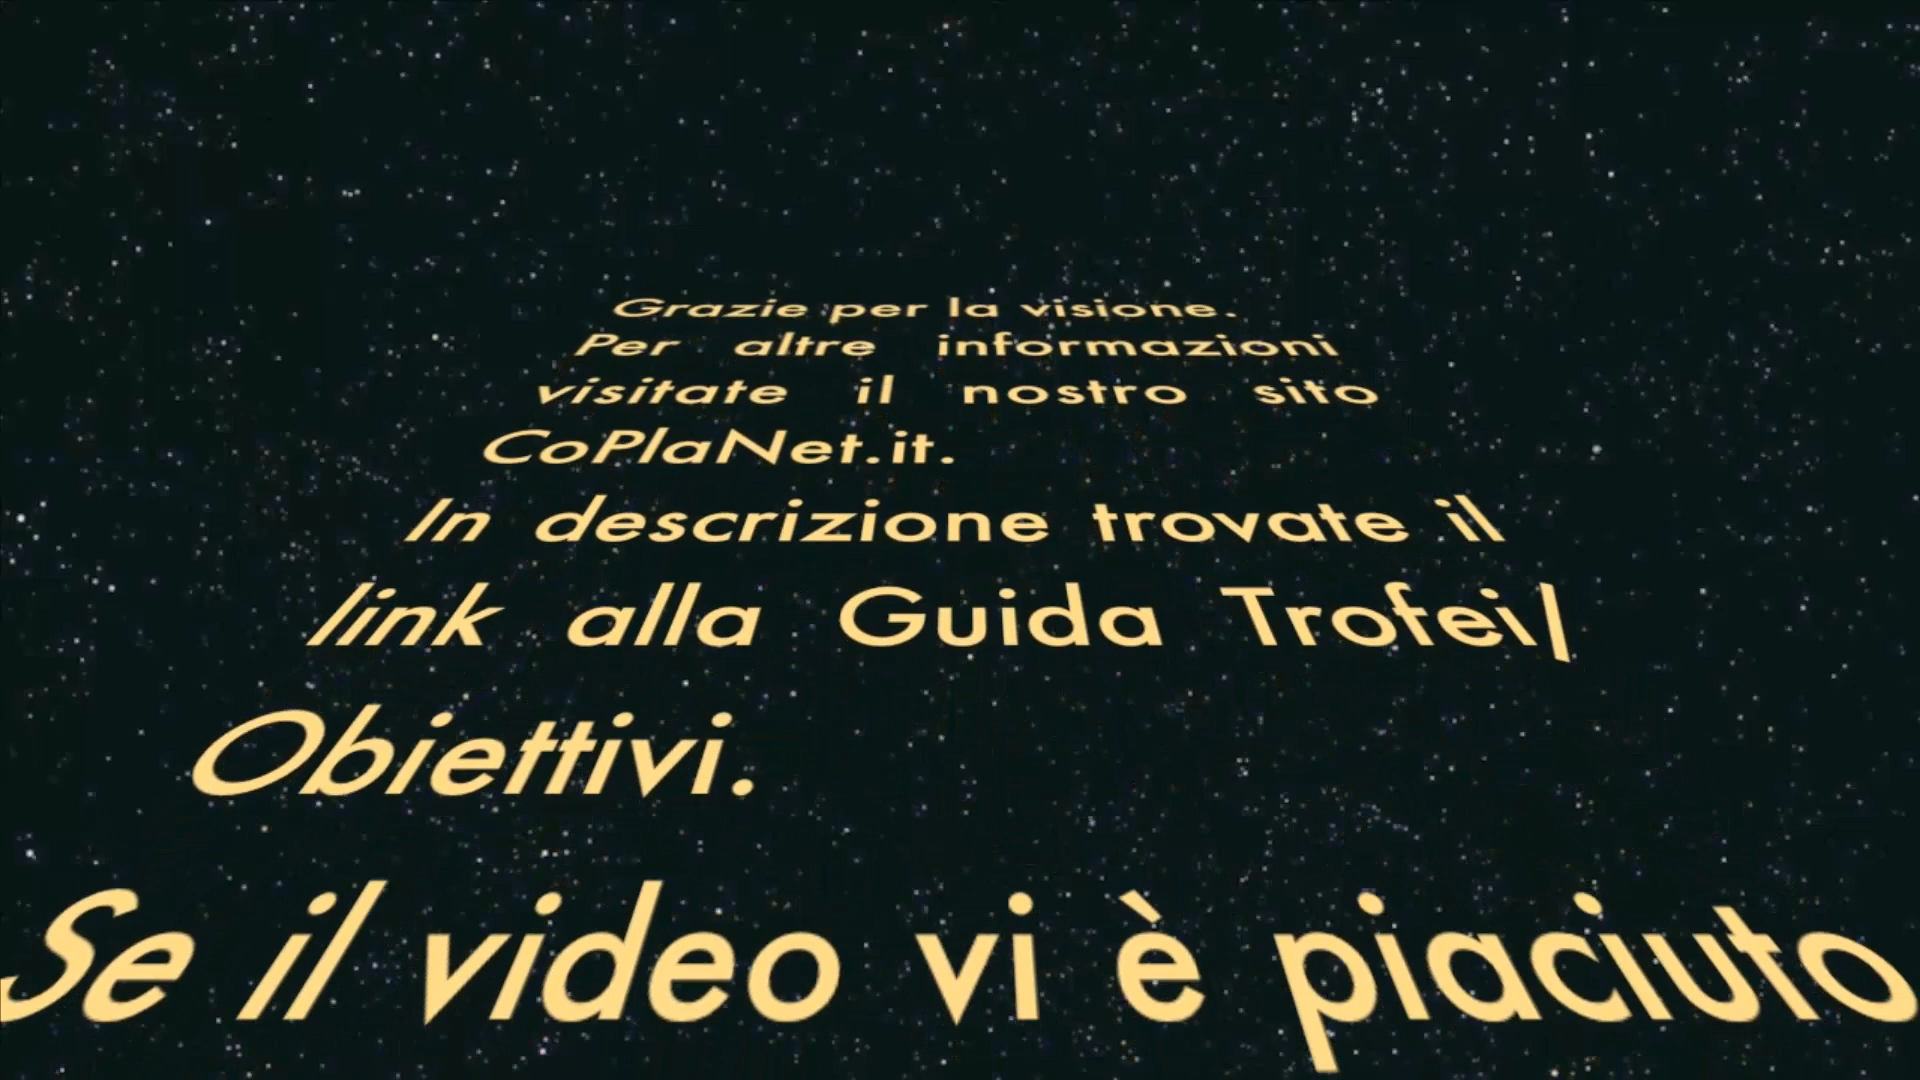 Grazie per la visione.
Per altre informazioni
visitate il nostro sito
CoPlaNet.it.
In descrizione trovate il
link alla Guida Trofei/
Obiettivi.
Se il video vi è piaciuto